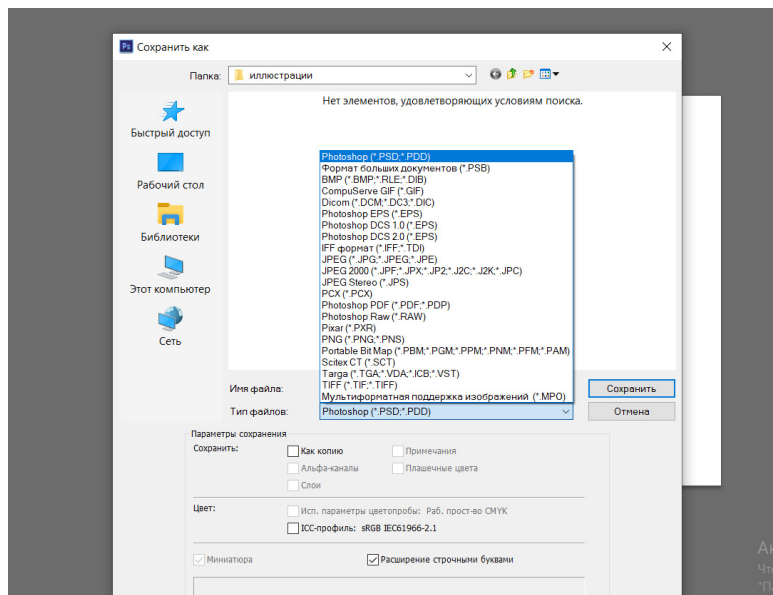 Ps Сохранить как
Папка: иллюстрации
Нет элементов, удовлетворяющих условиям поиска.
Быстрый доступ
Рабочий стол
Библиотеки
Этот компьютер
Сеть
Photoshop (*.PSD;*.PDD)
Формат больших документов (*.PSB)
BMP (*.BMP;*.RLE;*.DIB)
CompuServe GIF (*.GIF)
Dicom (*.DCM;*.DC3;*.DIC)
Photoshop EPS (*.EPS)
Photoshop DCS 1.0 (*.EPS)
Photoshop DCS 2.0 (*.EPS)
IFF формат (*.IFF;*.TDI)
JPEG (*.JPG;*.JPEG;*.JPE)
JPEG 2000 (*.JPF;*.JPX;*.JP2;*.J2C;*.J2K;*.JPC)
JPEG Stereo (*.JPS)
PCX (*.PCX)
Photoshop PDF (*.PDF;*.PDP)
Photoshop Raw (*.RAW)
Pixar (*.PXR)
PNG (*.PNG;*.PNS)
Portable Bit Map (*.PBM;*.PGM;*.PPM;*.PNM;*.PFM;*.PAM)
Scitex CT (*.SCT)
Targa (*.TGA;*.VDA;*.ICB;*.VST)
TIFF (*.TIF;*.TIFF)
Мультиформатная поддержка изображений (*.MPO)
Имя файла: Сохранить
Тип файлов: Photoshop (*.PSD;*.PDD) Отмена
Параметры сохранения
Сохранить: Как копию Примечания
Альфа-каналы Плашечные цвета
Слои
Цвет: Исп. параметры цветопробы: Раб. прост-во CMYK
ICC-профиль: sRGB IEC61966-2.1
Миниатюра Расширение строчными буквами